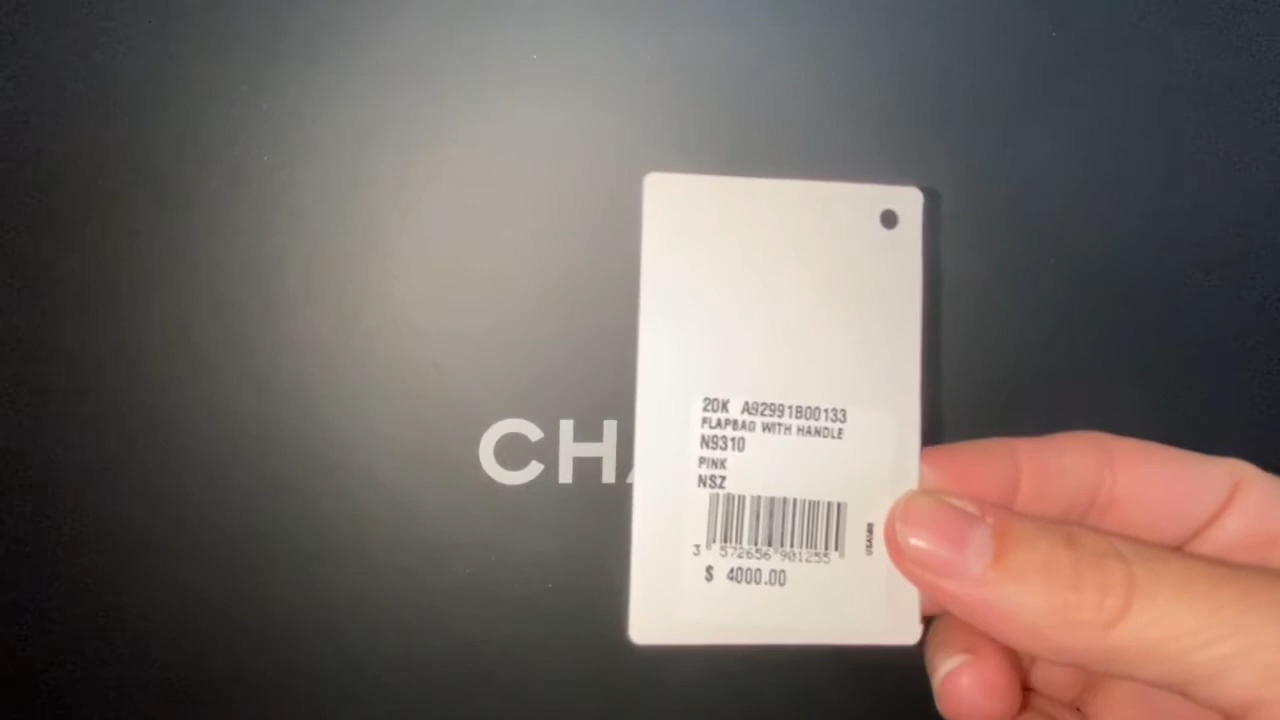 CHA
20K A92991B00133
FLAPBAG WITH HANDLE
N9310
PINK
NSZ
3 572656 901255
$ 4000.00